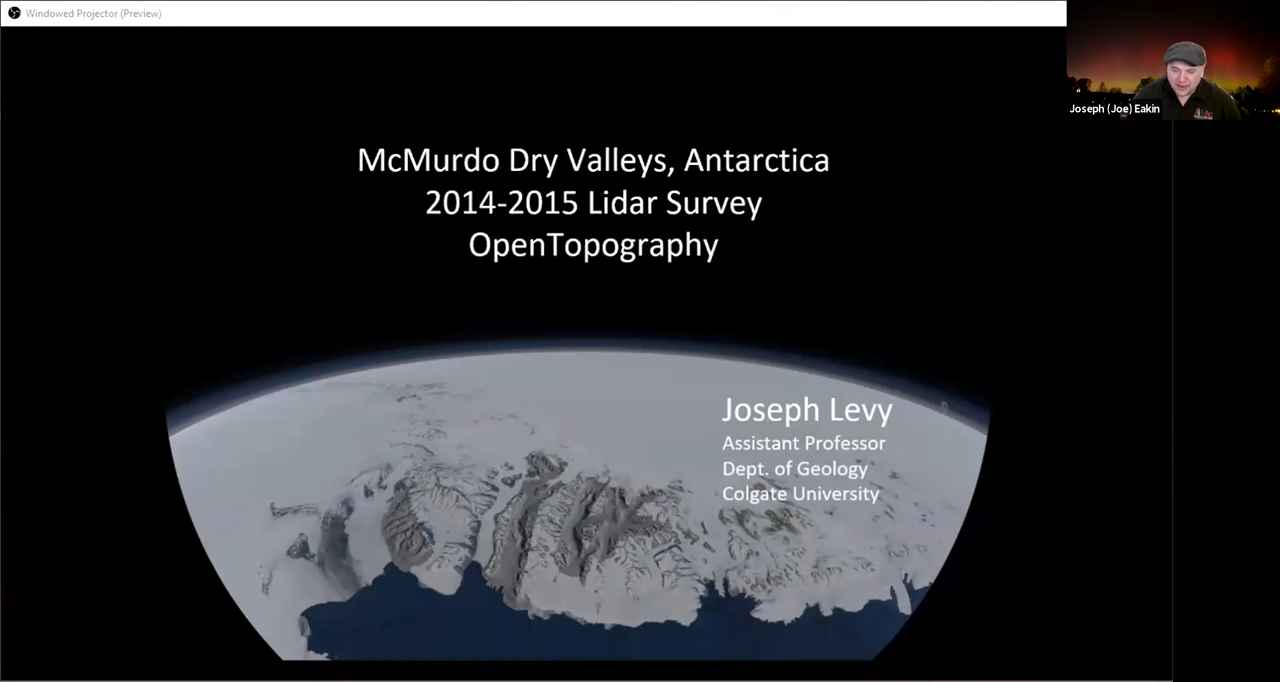 Windowed Projector (Preview)
Joseph (Joe) Eakin
McMurdo Dry Valleys, Antarctica
2014-2015 Lidar Survey
OpenTopography
Joseph Levy
Assistant Professor
Dept. of Geology
Colgate University